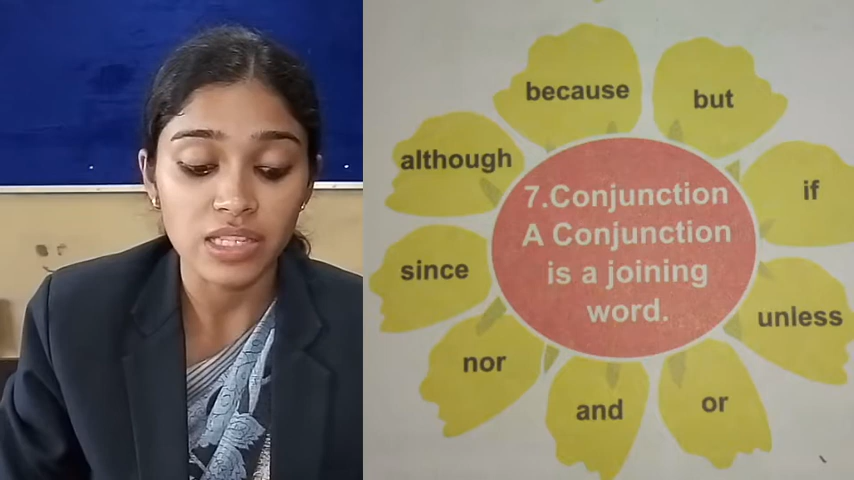 because
but
although
if
7.Conjunction
A Conjunction
is a joining
word.
since
unless
nor
and
or